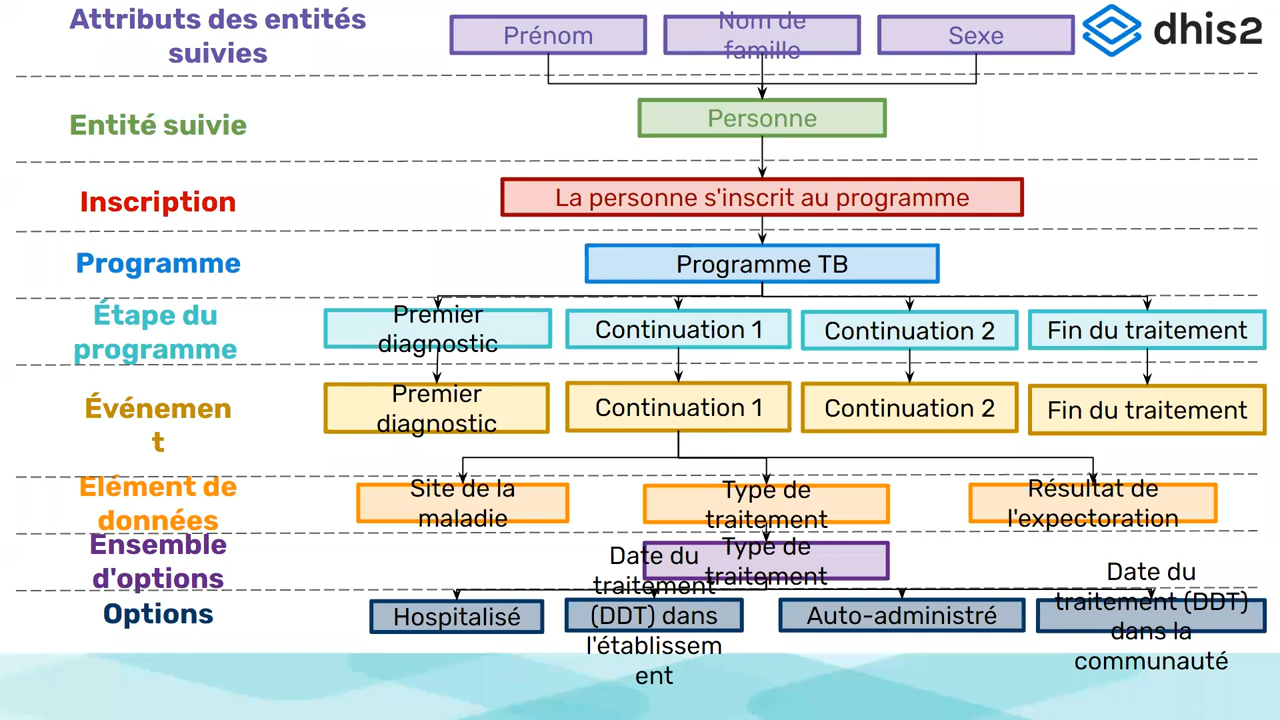 Attributs des entités
suivies
Prénom
Nom de
famille
Sexe
dhis2
Entité suivie
Personne
Inscription
La personne s'inscrit au programme
Programme
Programme TB
Étape du
programme
Premier
diagnostic
Continuation 1
Continuation 2
Fin du traitement
Événemen
t
Premier
diagnostic
Continuation 1
Continuation 2
Fin du traitement
Elément de
données
Site de la
maladie
Type de
traitement
Résultat de
l'expectoration
Ensemble
d'options
Type de
traitement
Options
Hospitalisé
Date du
traitement
(DDT) dans
l'établissem
ent
Auto-administré
Date du
traitement (DDT)
dans la
communauté